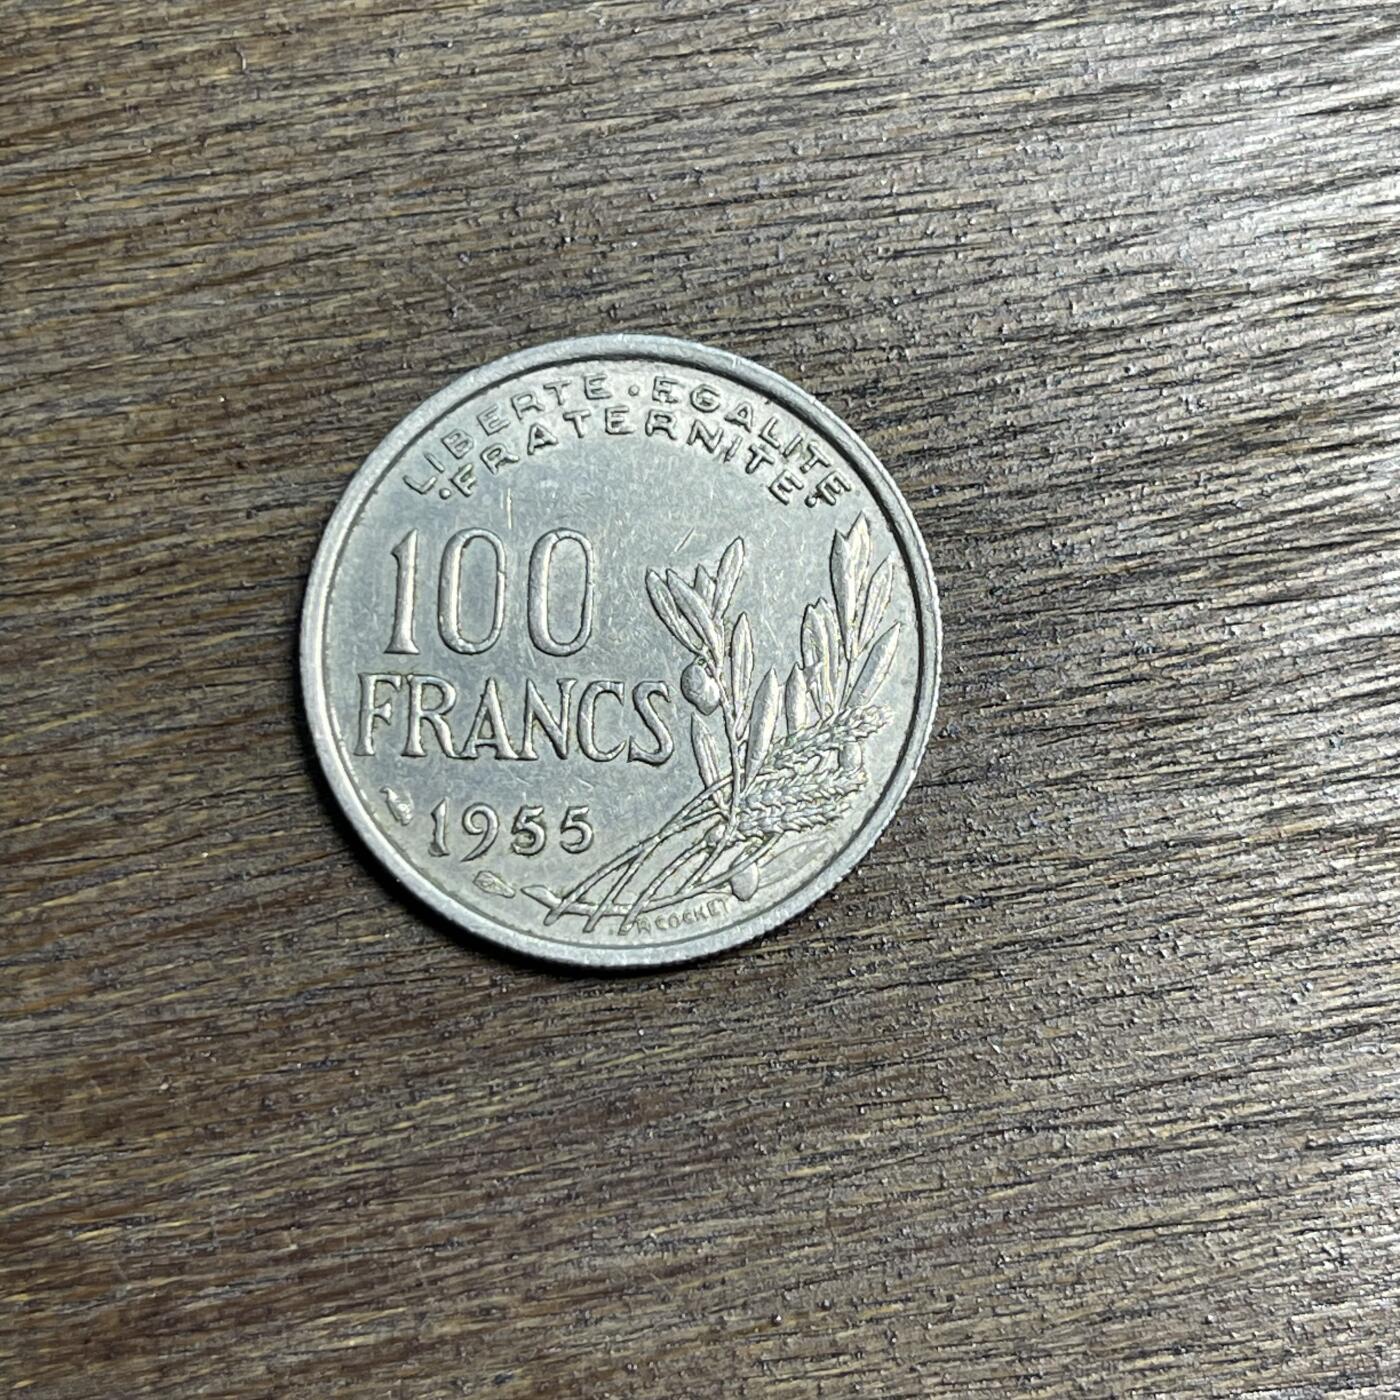 LIBERTE · EGALITE
· FRATERNITE ·
100
FRANCS
1955
R COCHET